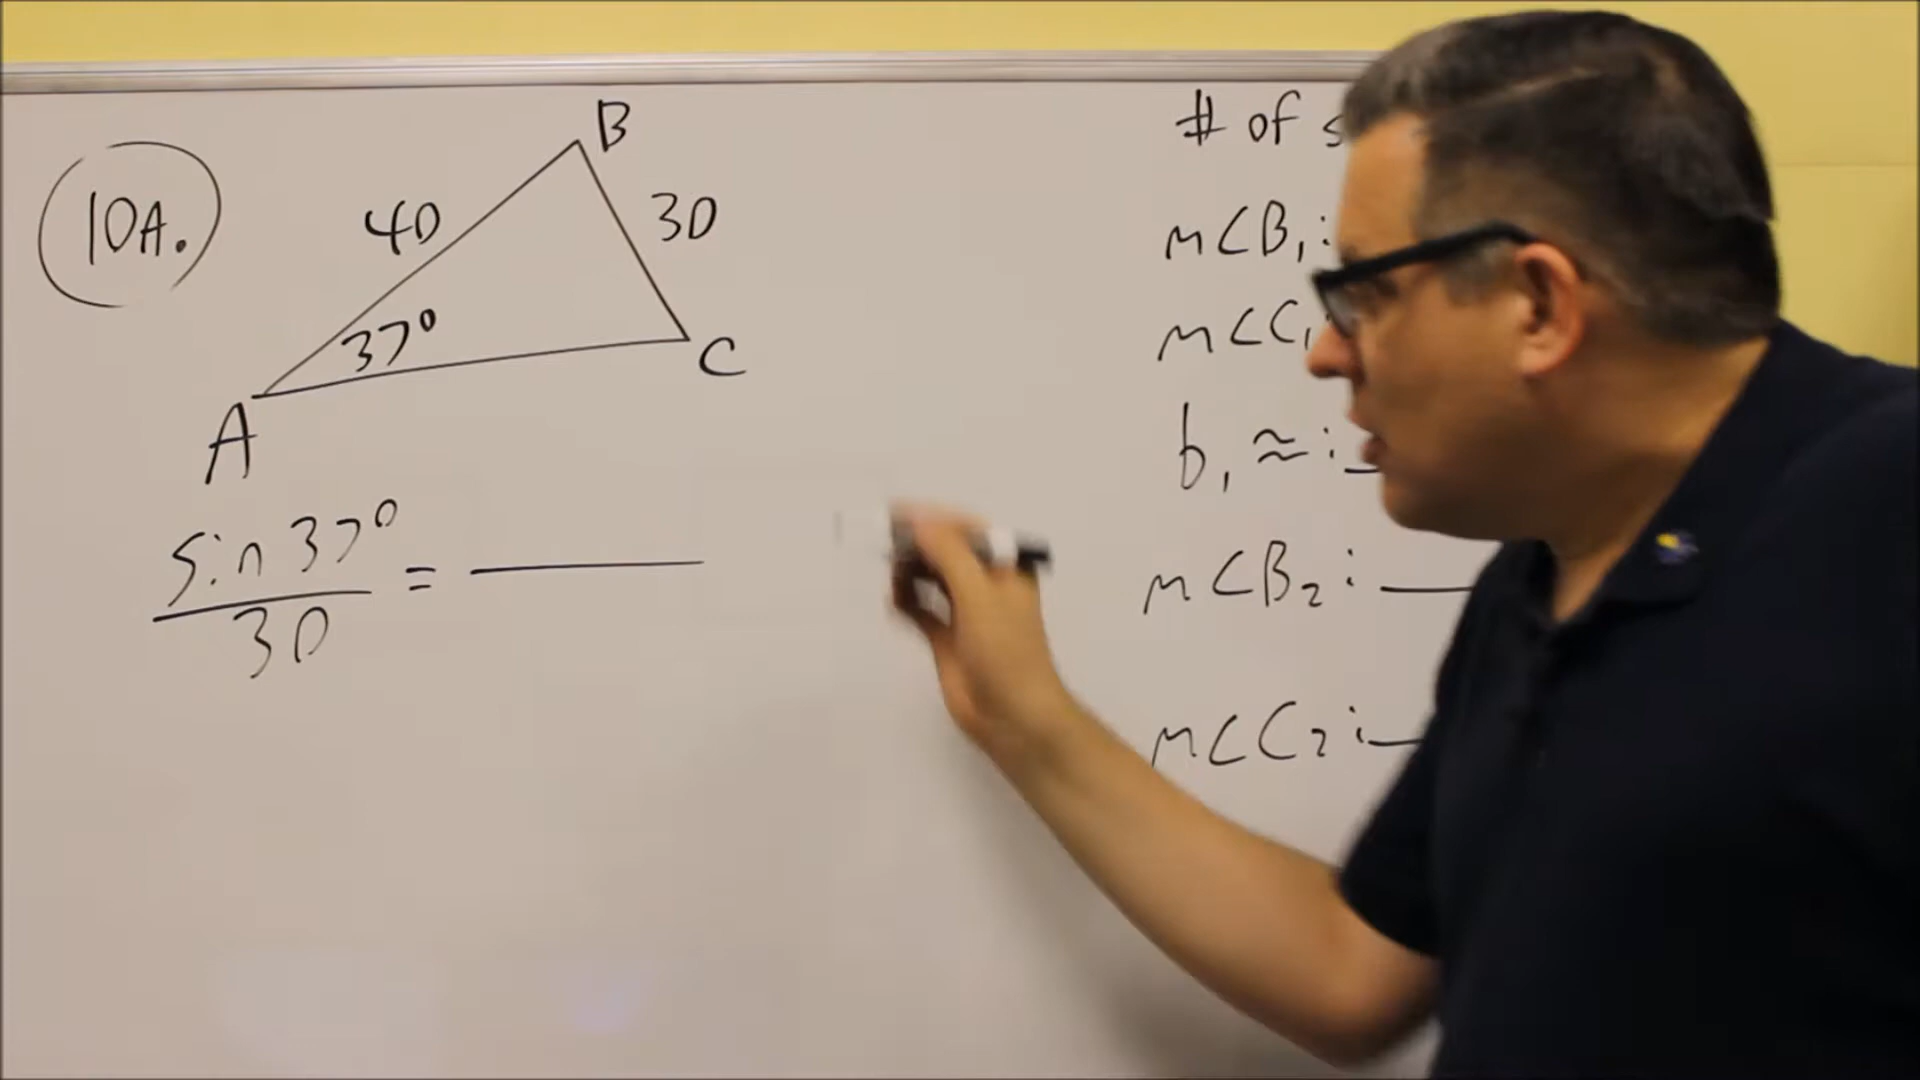 10A.
B
40
30
37°
C
A
sin 37° = 
30
# of
m∠B₁:
m∠C₁
b₁ ≈:
m∠B₂:
m∠C₂: